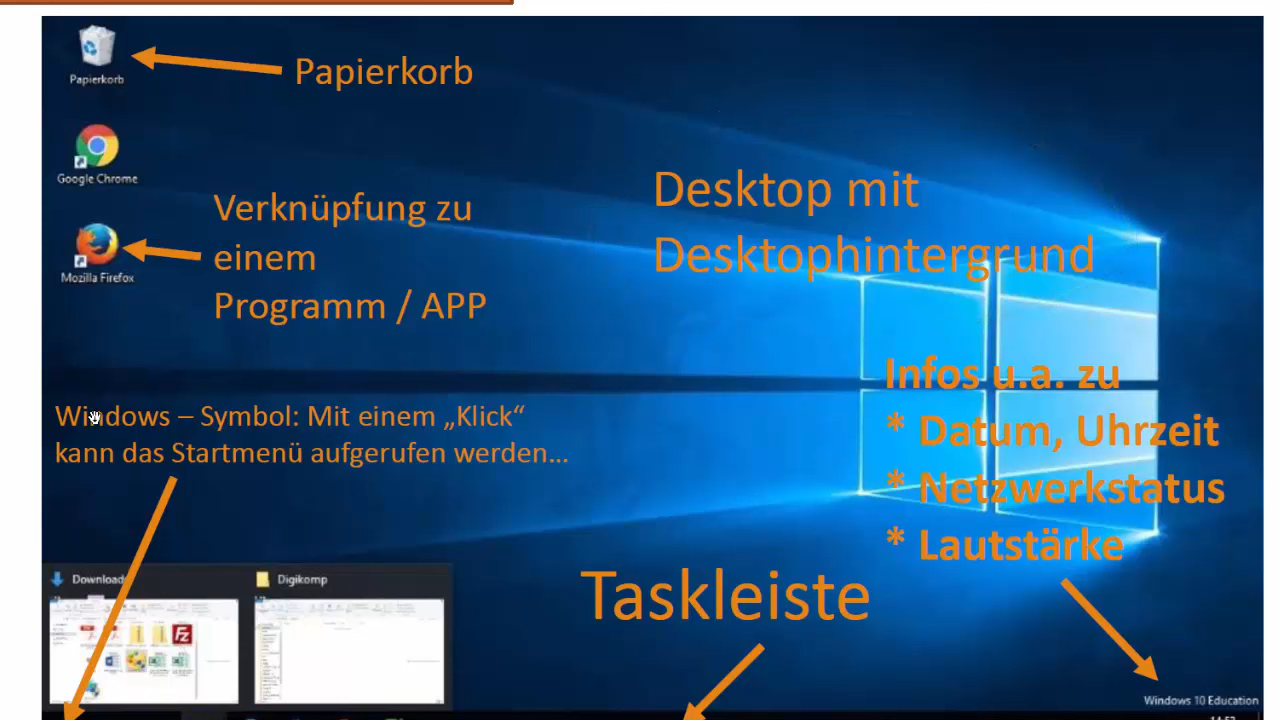 Papierkorb
Papierkorb
Google Chrome
Verknüpfung zu
einem
Programm / APP
Mozilla Firefox
Desktop mit
Desktophintergrund
Infos u.a. zu
* Datum, Uhrzeit
* Netzwerkstatus
* Lautstärke
Windows – Symbol: Mit einem „Klick“
kann das Startmenü aufgerufen werden…
Downloads
Digikomp
Taskleiste
Windows 10 Education